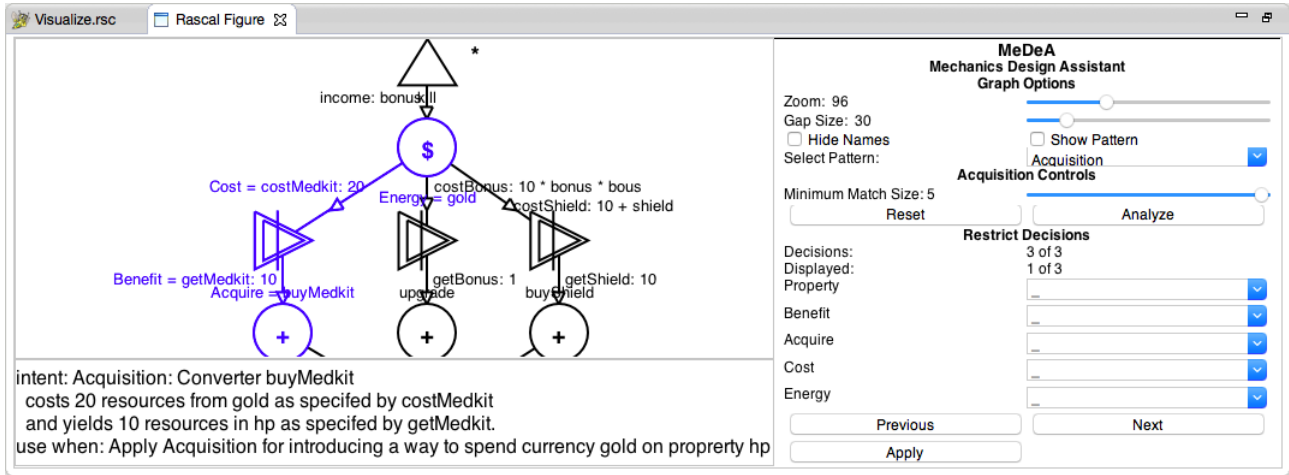 Visualize.rsc
Rascal Figure
*
income: bonuskill
$
Cost = costMedkit: 20
costBonus: 10 * bonus * bous
Energy = gold
costShield: 10 + shield
Benefit = getMedkit: 10
getBonus: 1
getShield: 10
Acquire = buyMedkit
upgrade
buyShield
+
+
+
intent: Acquisition: Converter buyMedkit
costs 20 resources from gold as specifed by costMedkit
and yields 10 resources in hp as specifed by getMedkit.
use when: Apply Acquisition for introducing a way to spend currency gold on proprerty hp
MeDeA
Mechanics Design Assistant
Graph Options
Zoom: 96
Gap Size: 30
Hide Names
Show Pattern
Select Pattern:
Acquisition
Acquisition Controls
Minimum Match Size: 5
Reset
Analyze
Restrict Decisions
Decisions:
3 of 3
Displayed:
1 of 3
Property
_
Benefit
_
Acquire
_
Cost
_
Energy
_
Previous
Next
Apply